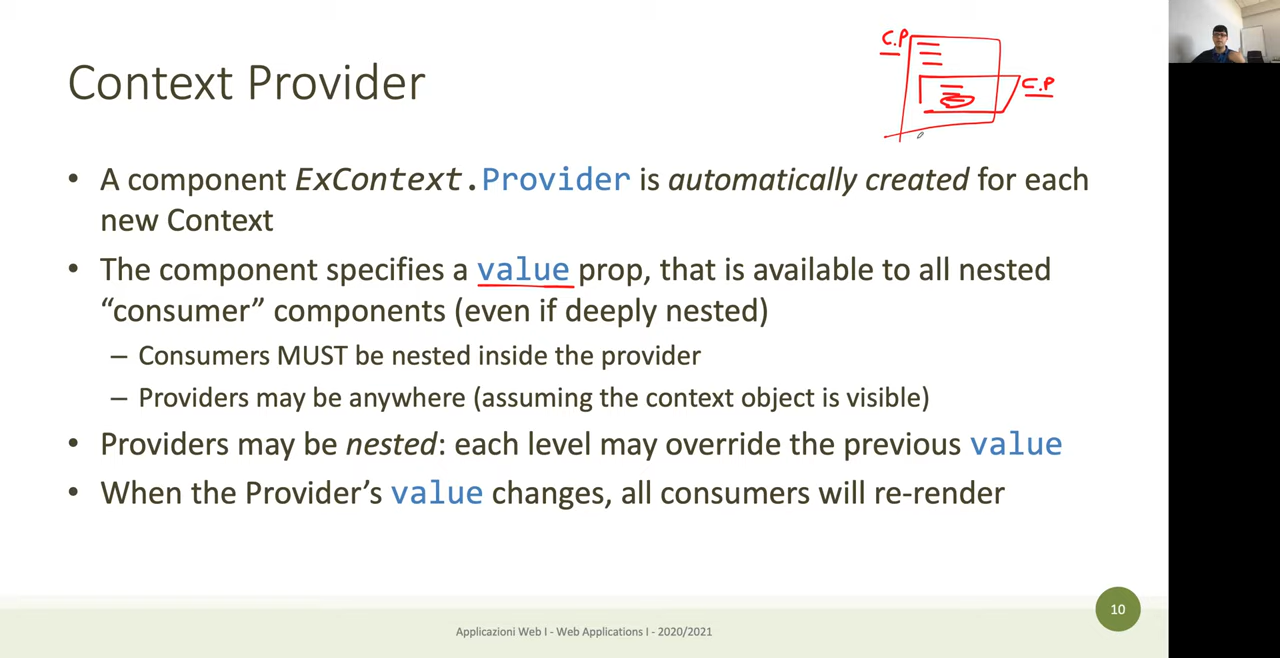 C.P
Context Provider
C.P
• A component ExContext.Provider is automatically created for each
new Context
• The component specifies a value prop, that is available to all nested
“consumer” components (even if deeply nested)
– Consumers MUST be nested inside the provider
– Providers may be anywhere (assuming the context object is visible)
• Providers may be nested: each level may override the previous value
• When the Provider’s value changes, all consumers will re-render
10
Applicazioni Web I - Web Applications I - 2020/2021